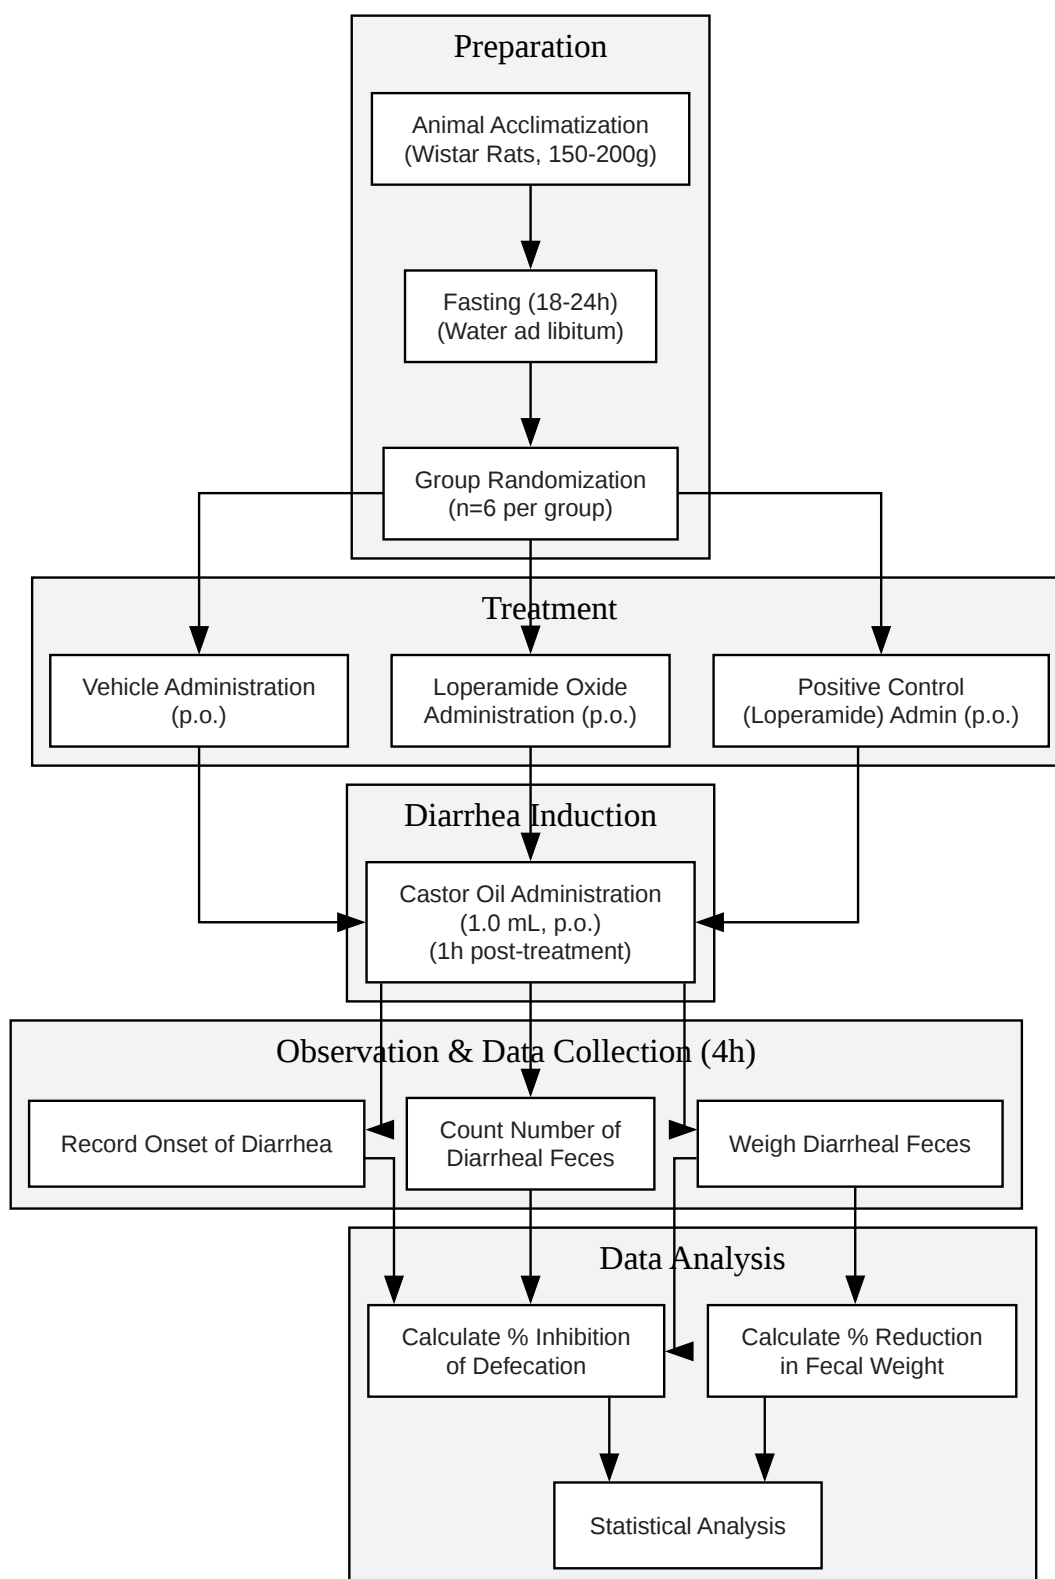 Preparation
Animal Acclimatization
(Wistar Rats, 150-200g)
Fasting (18-24h)
(Water ad libitum)
Group Randomization
(n=6 per group)
Treatment
Vehicle Administration
(p.o.)
Loperamide Oxide
Administration (p.o.)
Positive Control
(Loperamide) Admin (p.o.)
Diarrhea Induction
Castor Oil Administration
(1.0 mL, p.o.)
(1h post-treatment)
Observation & Data Collection (4h)
Record Onset of Diarrhea
Count Number of
Diarrheal Feces
Weigh Diarrheal Feces
Data Analysis
Calculate % Inhibition
of Defecation
Calculate % Reduction
in Fecal Weight
Statistical Analysis